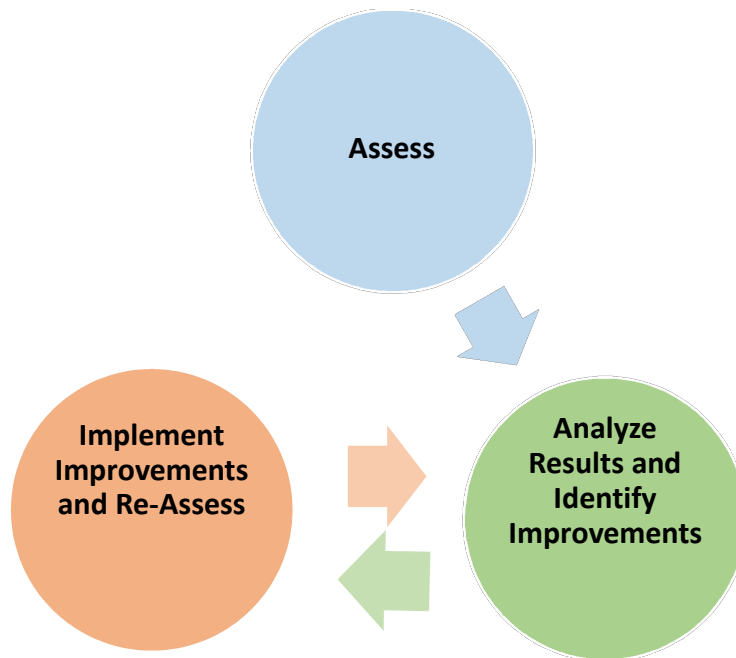 Assess
Implement
Improvements
and Re-Assess
Analyze
Results and
Identify
Improvements